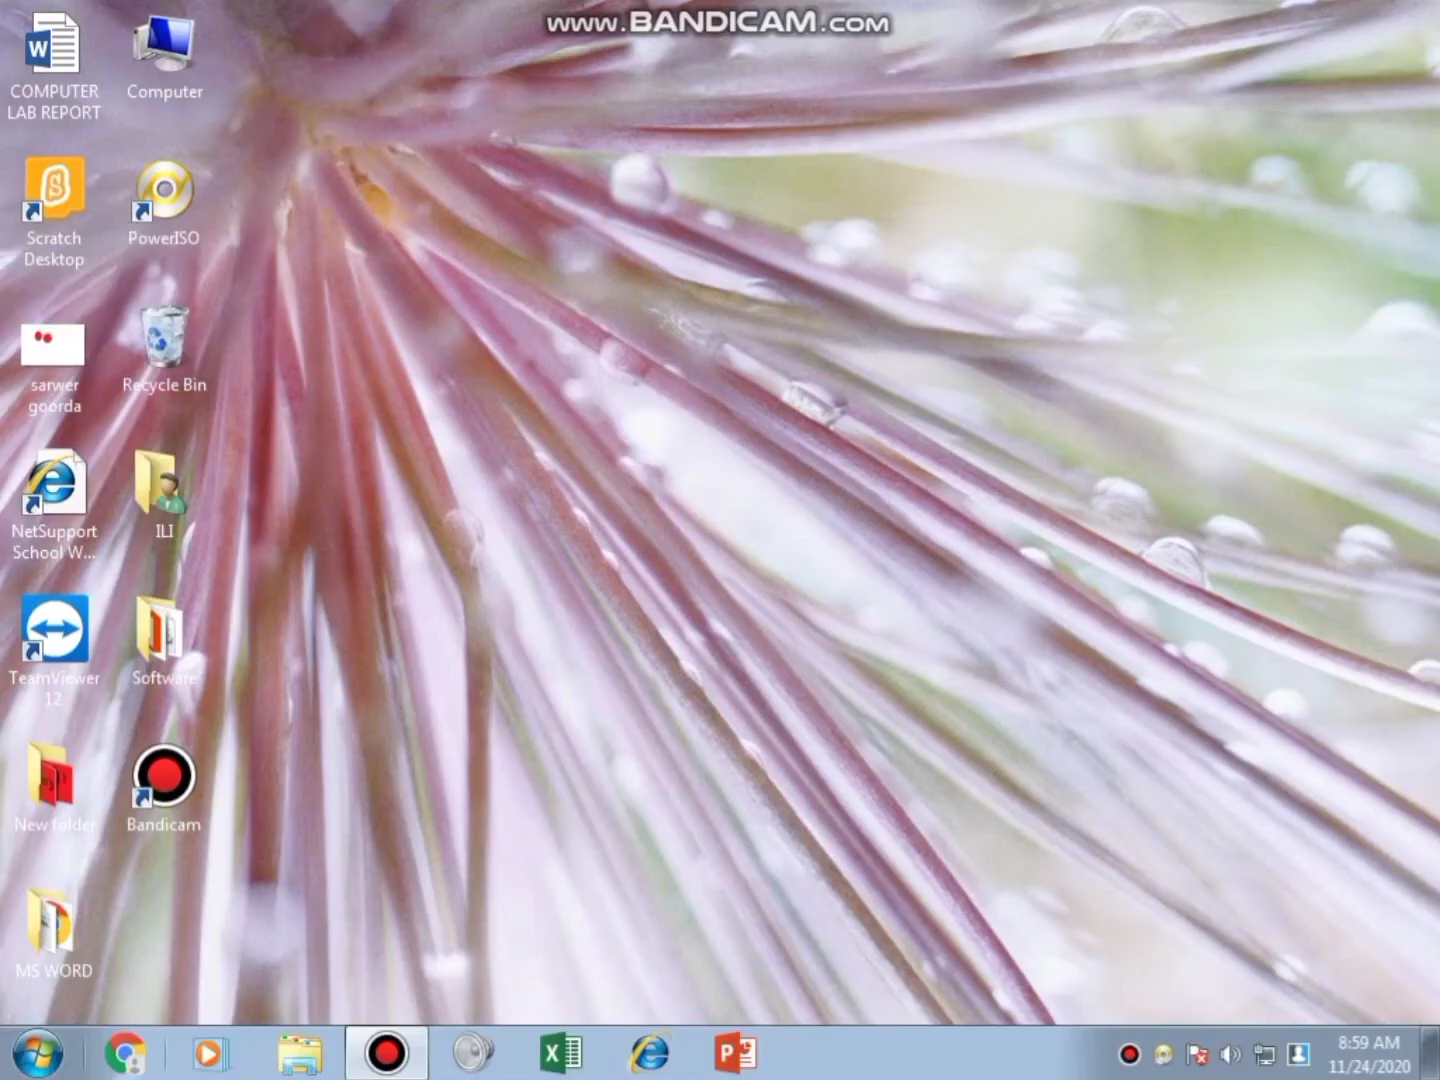 www.BANDICAM.com
COMPUTER
LAB REPORT
Computer
Scratch
Desktop
PowerISO
sarwer
goorda
Recycle Bin
NetSupport
School W...
ILI
TeamViewer
12
Software
New folder
Bandicam
MS WORD
8:59 AM
11/24/2020